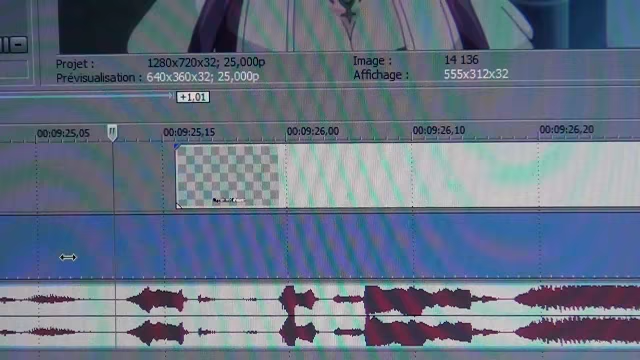 Projet : 1280x720x32; 25,000p Image : 14 136
Prévisualisation : 640x360x32; 25,000p Affichage : 555x312x32
+1,01
00:09:25,05 00:09:25,15 00:09:26,00 00:09:26,10 00:09:26,20